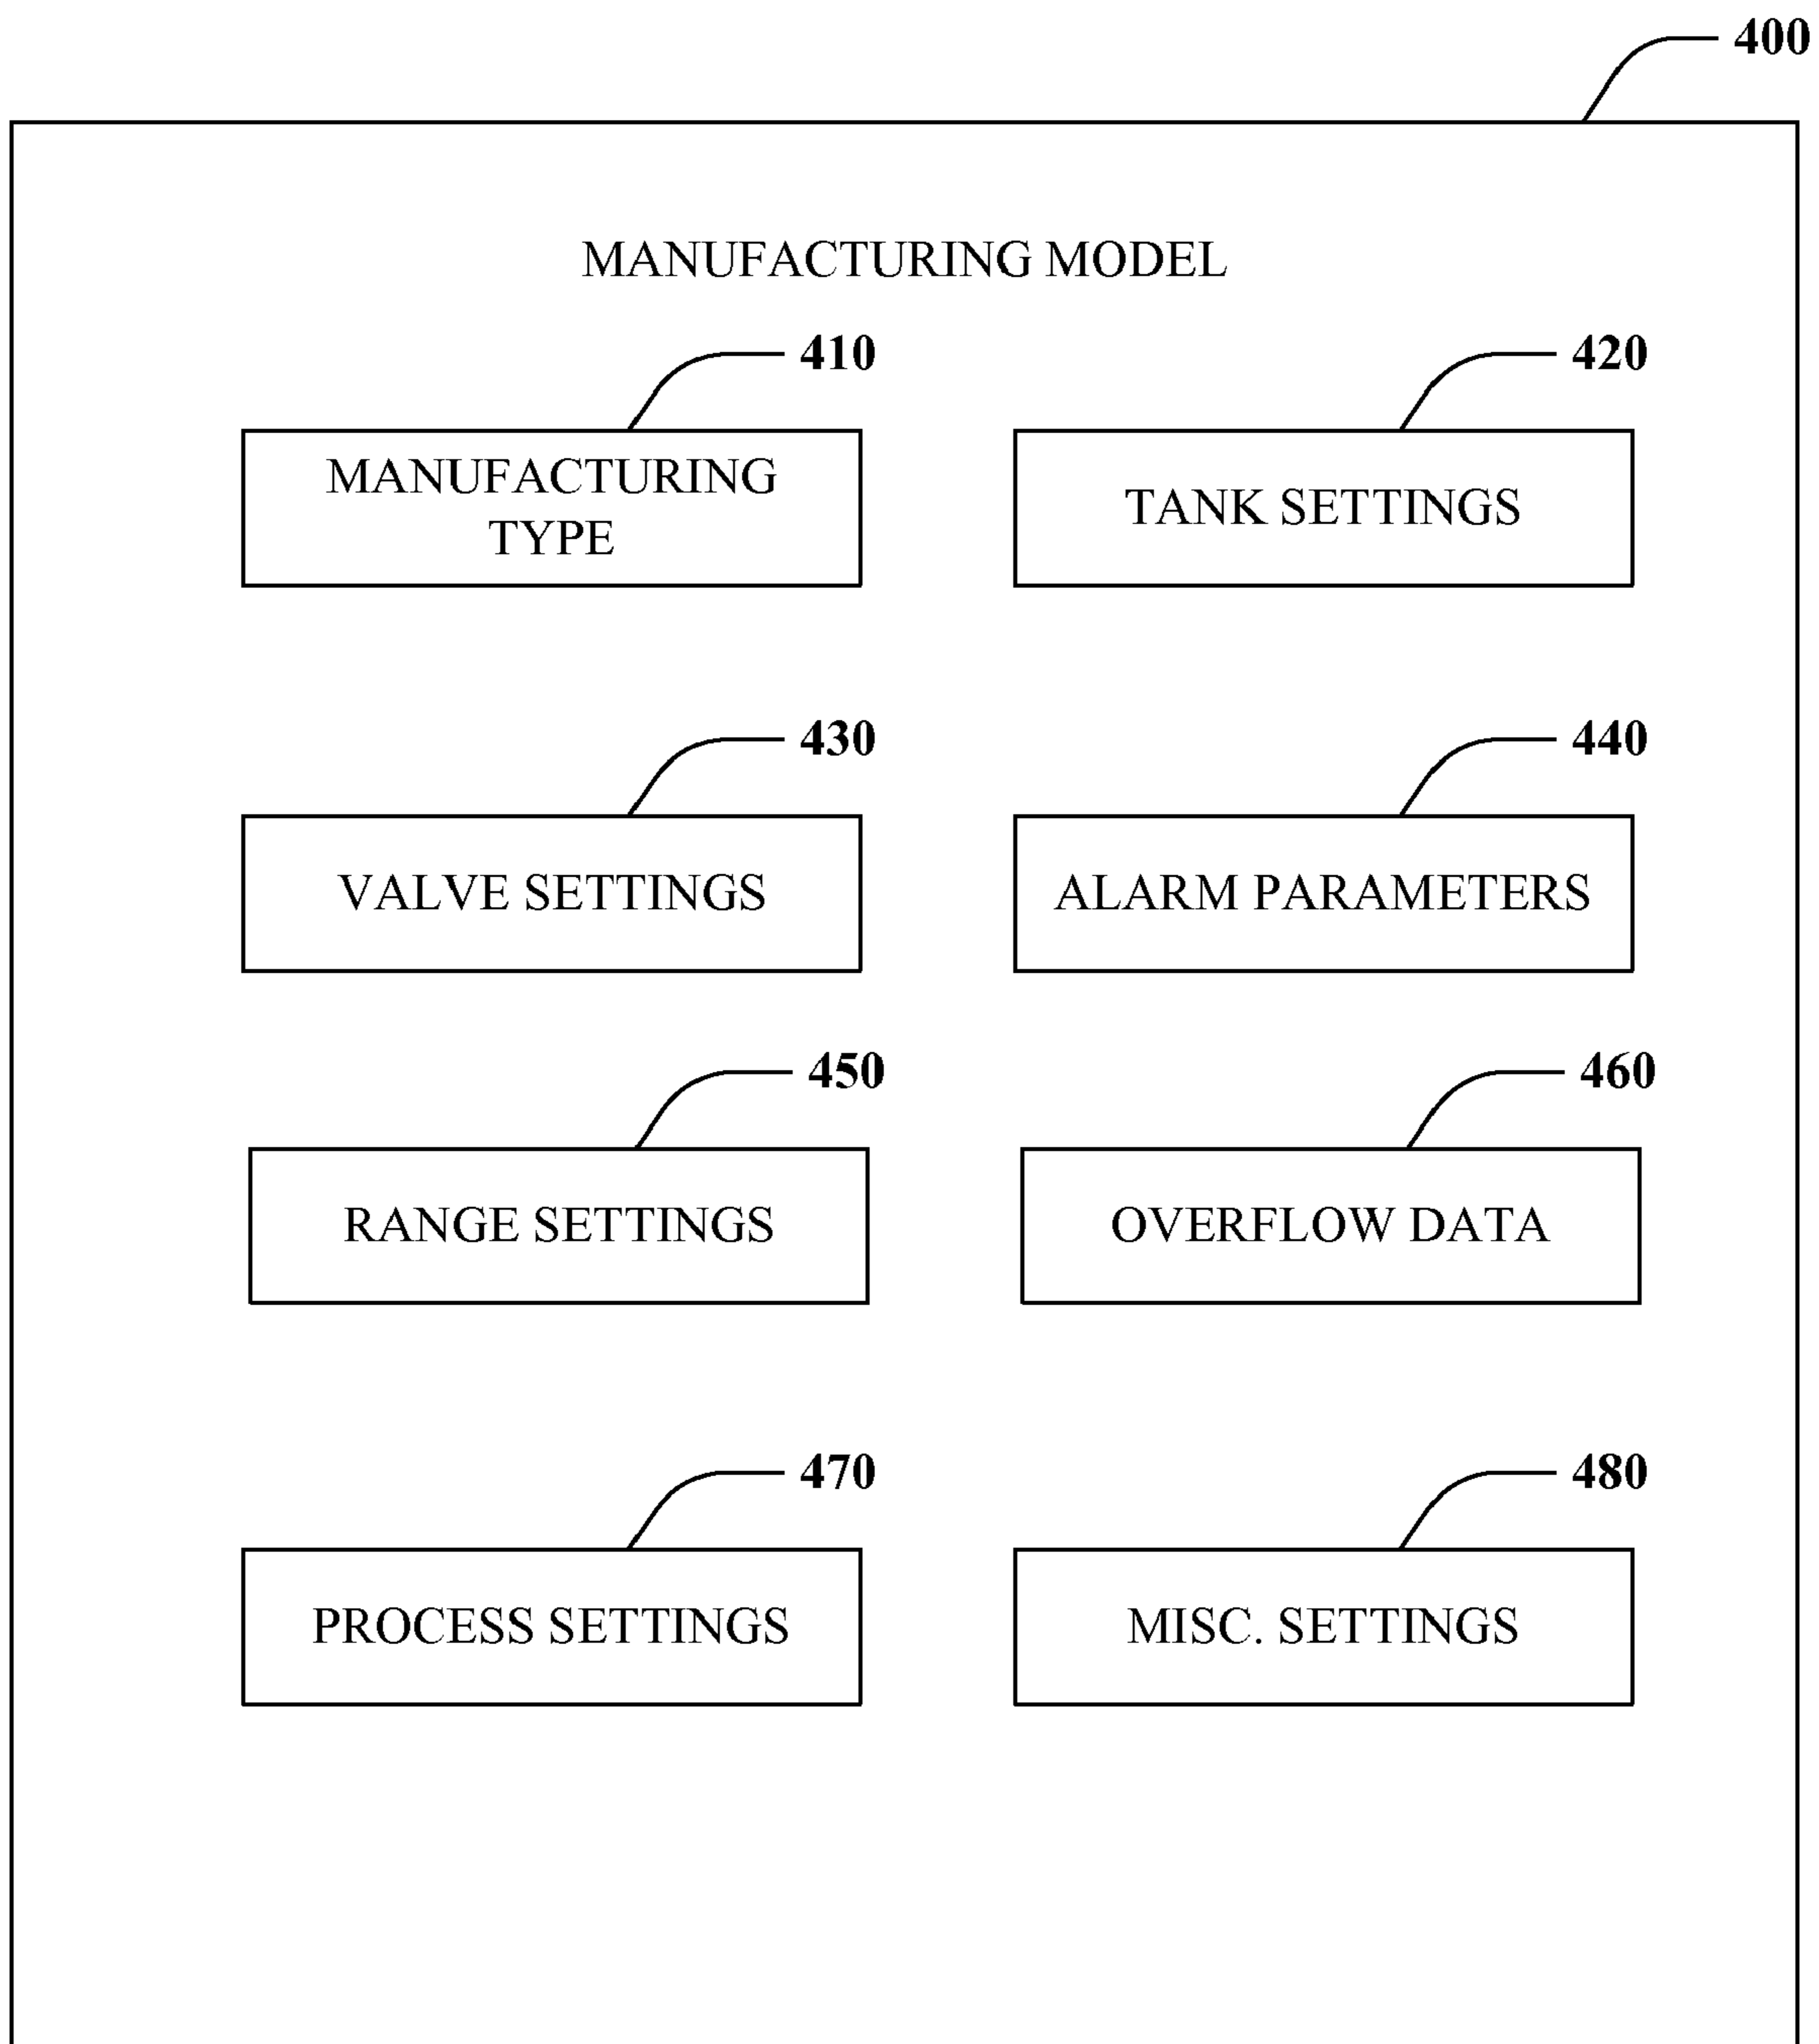 400
MANUFACTURING MODEL
410
MANUFACTURING
TYPE
420
TANK SETTINGS
430
VALVE SETTINGS
440
ALARM PARAMETERS
450
RANGE SETTINGS
460
OVERFLOW DATA
470
PROCESS SETTINGS
480
MISC. SETTINGS